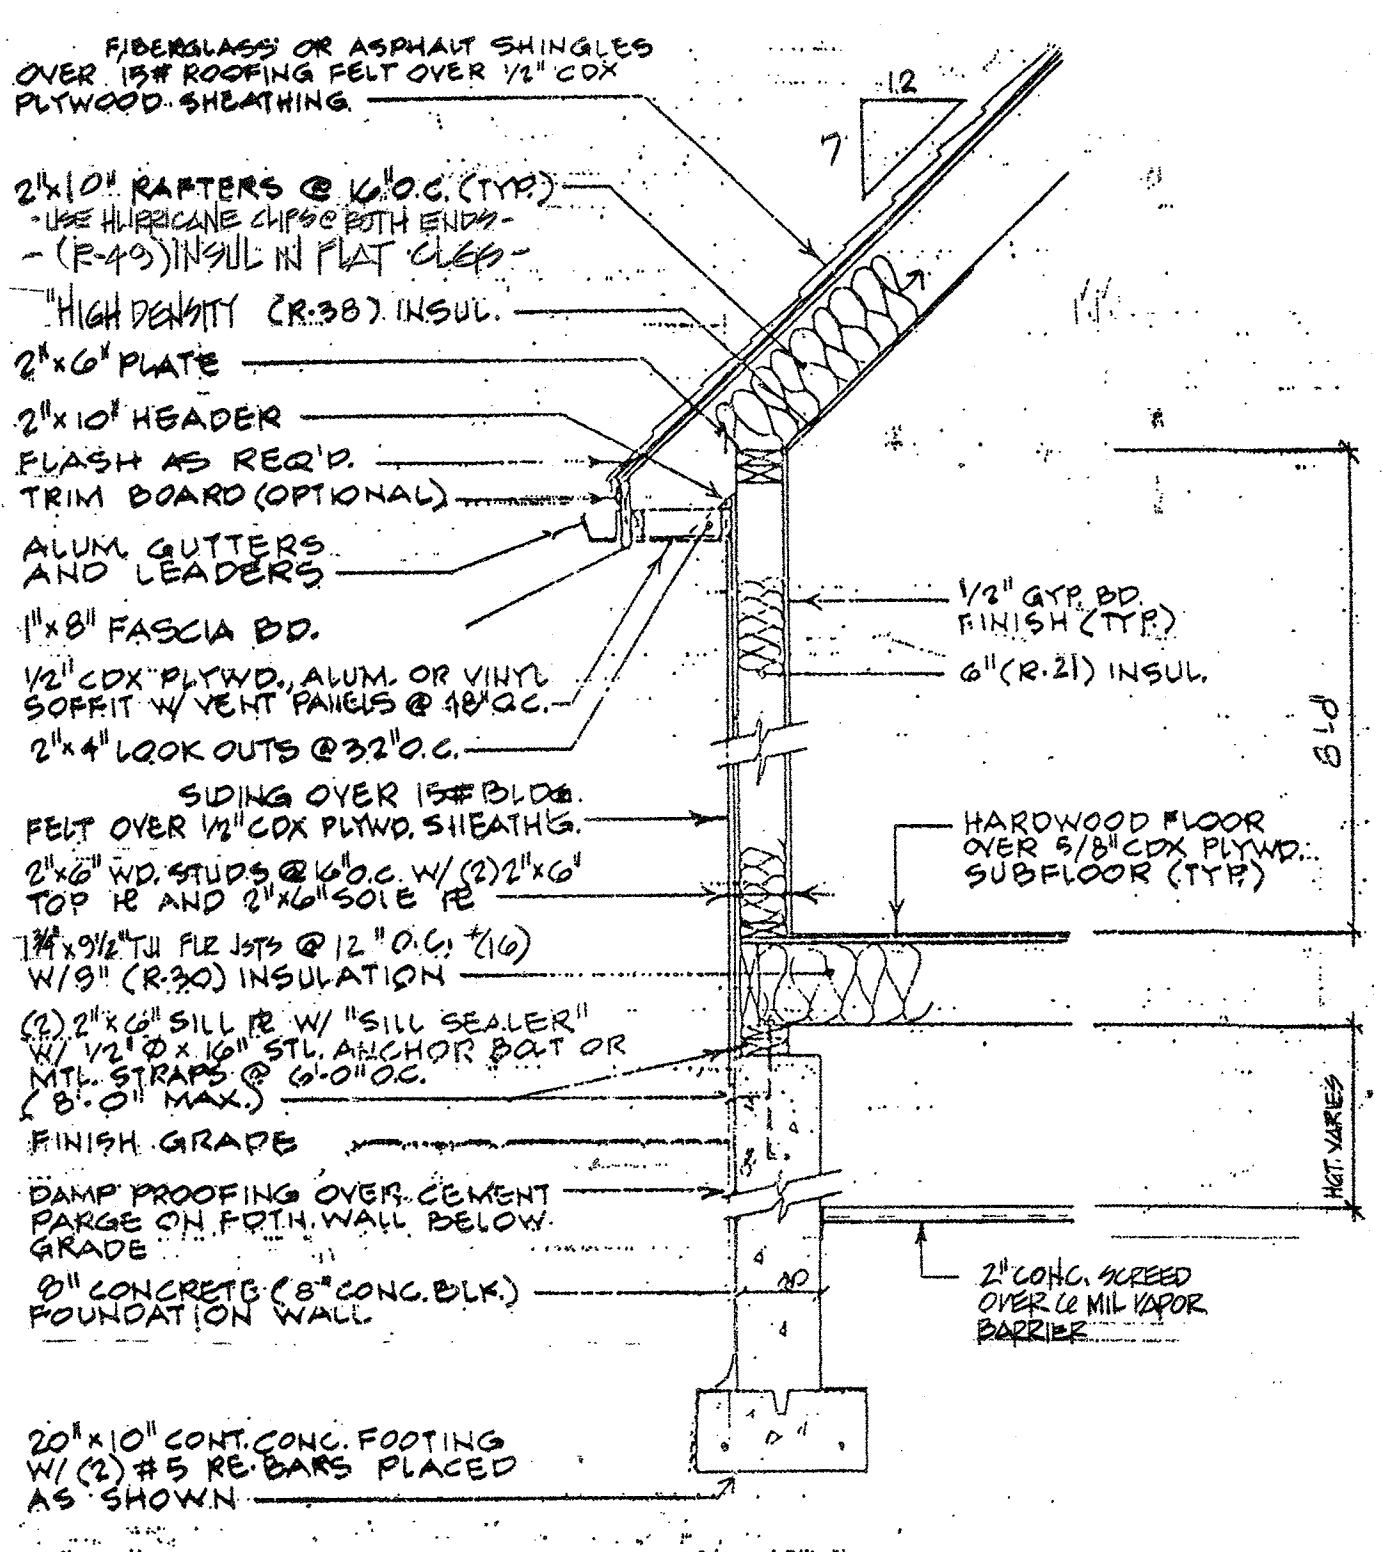 FIBERGLASS OR ASPHALT SHINGLES
OVER 15# ROOFING FELT OVER 1/2" CDX
PLYWOOD SHEATHING.
12
7
2"x10" RAFTERS @ 16"O.C. (TYP.)
-USE HURRICANE CLIPS @ BOTH ENDS-
- (R-49) INSUL IN FLAT CLGS -
"HIGH DENSITY (R-38) INSUL.
2"x6" PLATE
2"x10" HEADER
FLASH AS REQ'D.
TRIM BOARD (OPTIONAL)
ALUM. GUTTERS
AND LEADERS
1"x8" FASCIA BD.
1/2" CDX PLYWD., ALUM. OR VINYL
SOFFIT W/ VENT PANELS @ 48" O.C.
2"x4" LOOK OUTS @ 32"O.C.
SIDING OVER 15# BLDG.
FELT OVER 1/2" CDX PLYWD. SHEATH'G.
2"x6" WD. STUDS @ 16"O.C. W/ (2) 2"x6"
TOP PL AND 2"x6" SOLE PL
1 3/4"x9 1/2" TJI FLR JSTS @ 12" O.C. (16)
W/ 9" (R-30) INSULATION
(2) 2"x6" SILL PL W/ "SILL SEALER"
W/ 1/2" Ø x 16" STL. ANCHOR BOLT OR
MTL. STRAPS @ 6'-0" O.C.
(8'-0" MAX.)
FINISH GRADE
DAMP PROOFING OVER CEMENT
PARGE ON FDTN. WALL BELOW
GRADE
8" CONCRETE (8" CONC. BLK.)
FOUNDATION WALL
20"x10" CONT. CONC. FOOTING
W/ (2) #5 RE-BARS PLACED
AS SHOWN
1/2" GYP. BD.
FINISH (TYP.)
6" (R-21) INSUL.
HARDWOOD FLOOR
OVER 5/8" CDX PLYWD.
SUBFLOOR (TYP.)
HGT. VARIES
2" CONC. SCREED
OVER 6 MIL VAPOR
BARRIER